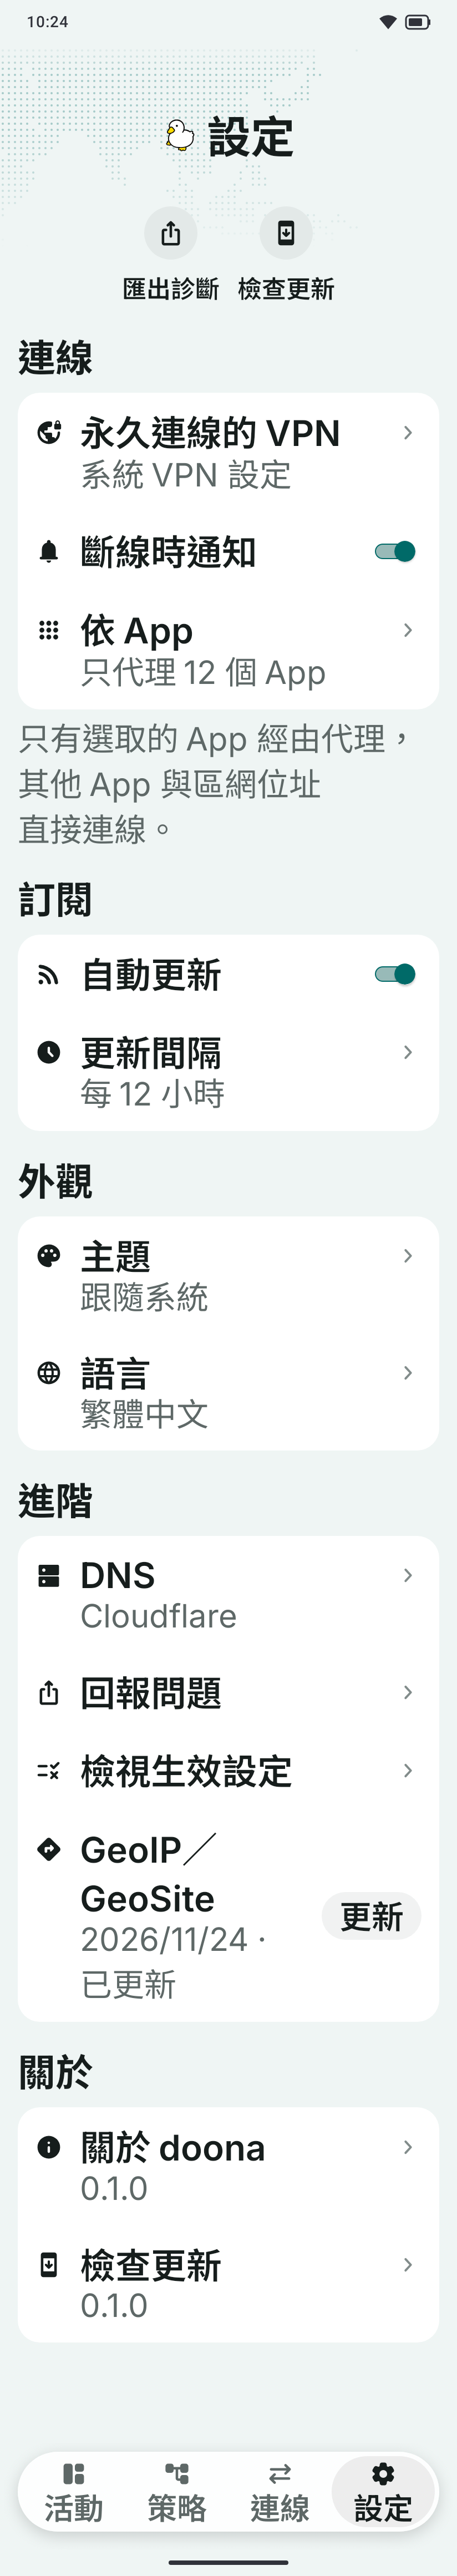 10:24
設定
匯出診斷 檢查更新
連線
永久連線的 VPN
系統 VPN 設定
斷線時通知
依 App
只代理 12 個 App
只有選取的 App 經由代理，
其他 App 與區網位址
直接連線。
訂閱
自動更新
更新間隔
每 12 小時
外觀
主題
跟隨系統
語言
繁體中文
進階
DNS
Cloudflare
回報問題
檢視生效設定
GeoIP／
GeoSite
更新
2026/11/24 ·
已更新
關於
關於 doona
0.1.0
檢查更新
0.1.0
活動 策略 連線 設定